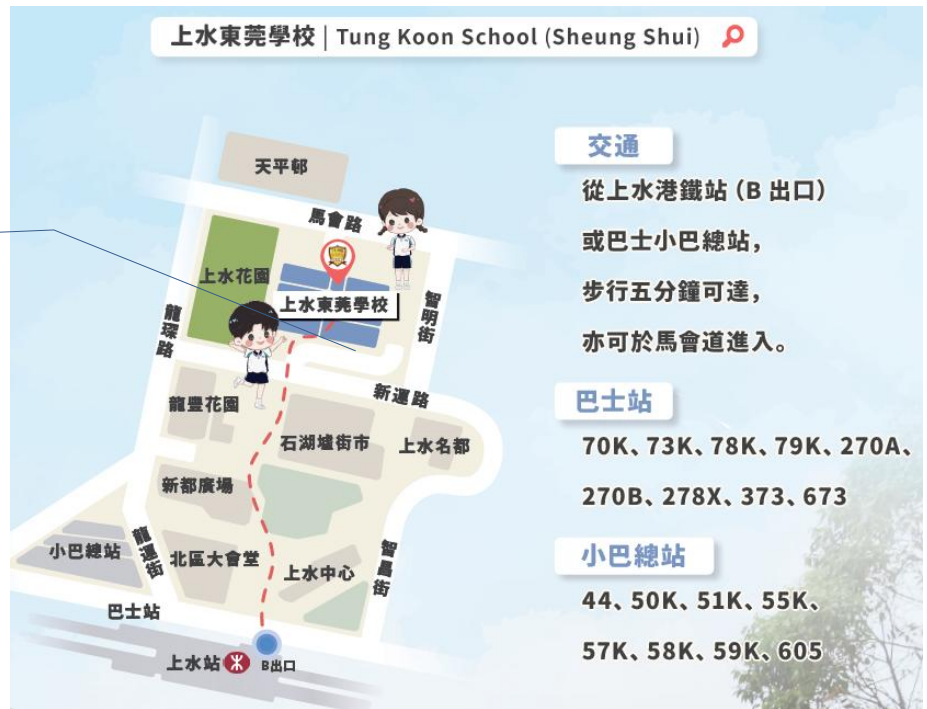 上水東莞學校 | Tung Koon School (Sheung Shui)
天平邨
馬會路
上水花園
上水東莞學校
智明街
龍琛路
新運路
龍豐花園
石湖墟街市
上水名都
新都廣場
小巴總站
龍運街
北區大會堂
上水中心
智昌街
巴士站
上水站
B出口
交通
從上水港鐵站 (B 出口)
或巴士小巴總站，
步行五分鐘可達，
亦可於馬會道進入。
巴士站
70K、73K、78K、79K、270A、
270B、278X、373、673
小巴總站
44、50K、51K、55K、
57K、58K、59K、605